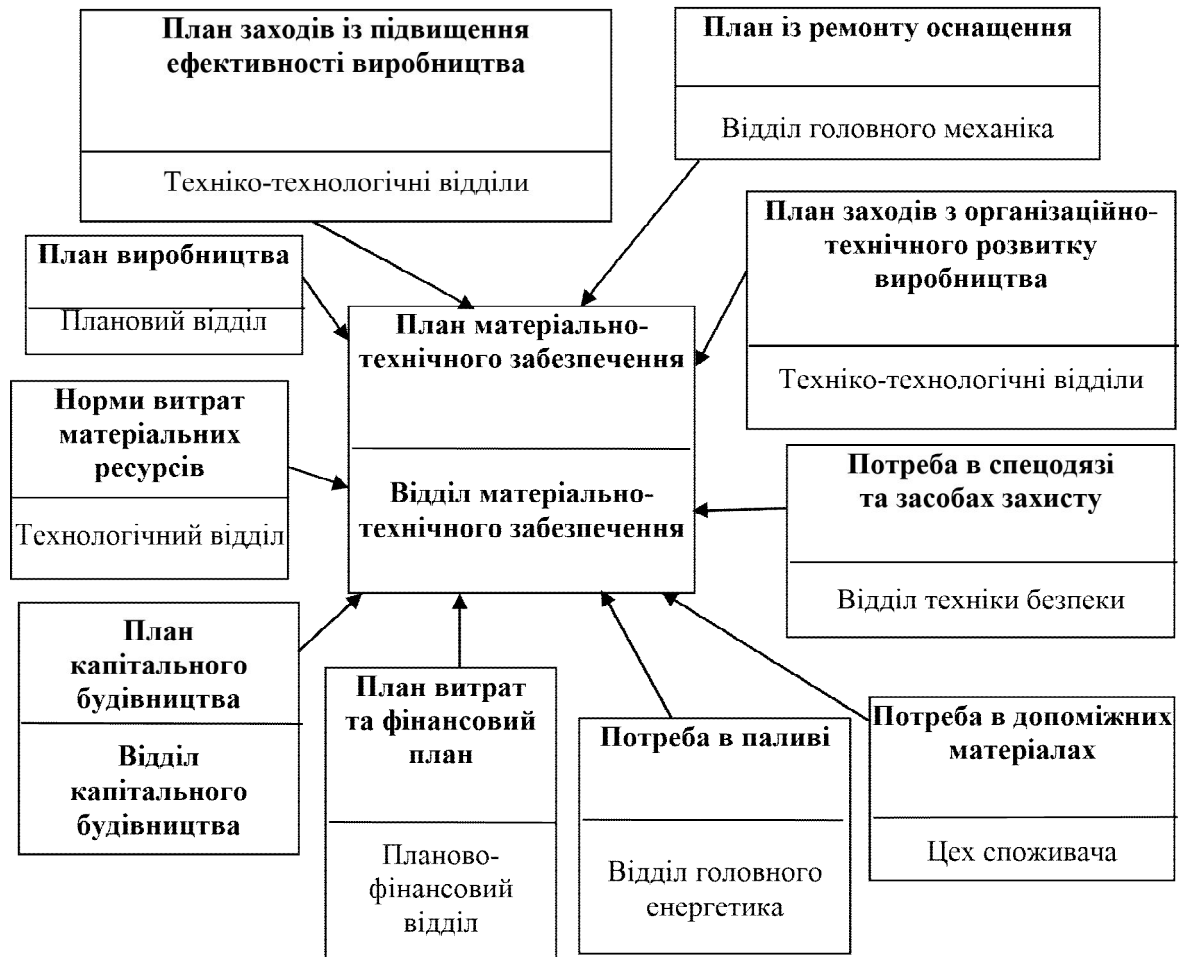 План заходів із підвищення
ефективності виробництва
Техніко-технологічні відділи
План із ремонту оснащення
Відділ головного механіка
План виробництва
Плановий відділ
План заходів з організаційно-
технічного розвитку
виробництва
Техніко-технологічні відділи
План матеріально-
технічного забезпечення
Відділ матеріально-
технічного забезпечення
Норми витрат
матеріальних
ресурсів
Технологічний відділ
Потреба в спецодязі
та засобах захисту
Відділ техніки безпеки
План
капітального
будівництва
Відділ
капітального
будівництва
План витрат
та фінансовий
план
Планово-
фінансовий
відділ
Потреба в паливі
Відділ головного
енергетика
Потреба в допоміжних
матеріалах
Цех споживача